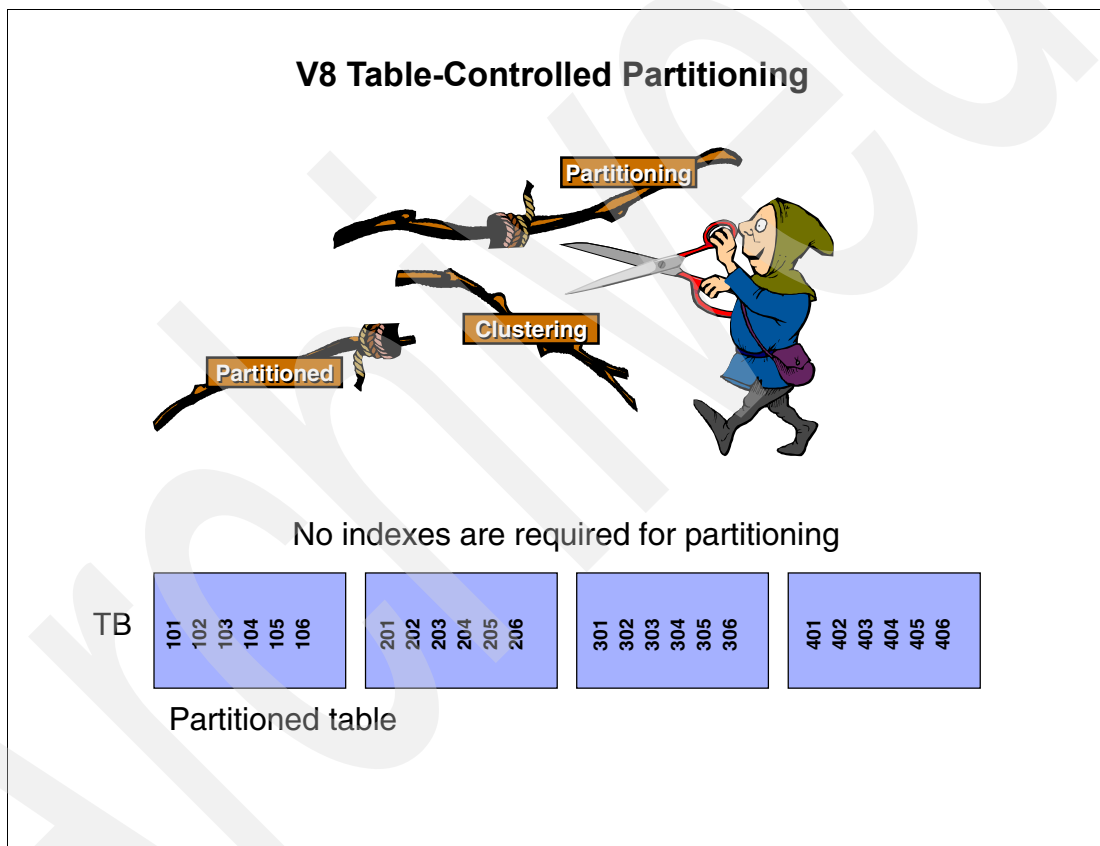 V8 Table-Controlled Partitioning
Partitioning
Clustering
Partitioned
No indexes are required for partitioning
TB
101 102 103 104 105 106
201 202 203 204 205 206
301 302 303 304 305 306
401 402 403 404 405 406
Partitioned table